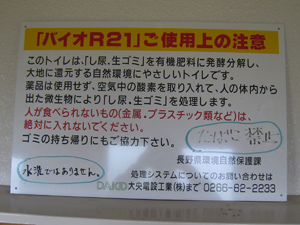 「バイオR21」ご使用上の注意
このトイレは、「し尿、生ゴミ」を有機肥料に発酵分解し、
大地に還元する自然環境にやさしいトイレです。
薬品は使用せず、空気中の酸素を取り入れて、人の体内から
出た微生物により「し尿、生ゴミ」を処理します。
人が食べられないもの(金属、プラスチック類など)は、
絶対に入れないでください。
たばこ禁止
ゴミの持ち帰りにもご協力下さい。
長野県環境自然保護課
水洗ではありません。
処理システムについてのお問い合わせは
DAIKO 大央電設工業(株)まで 0266-62-2233